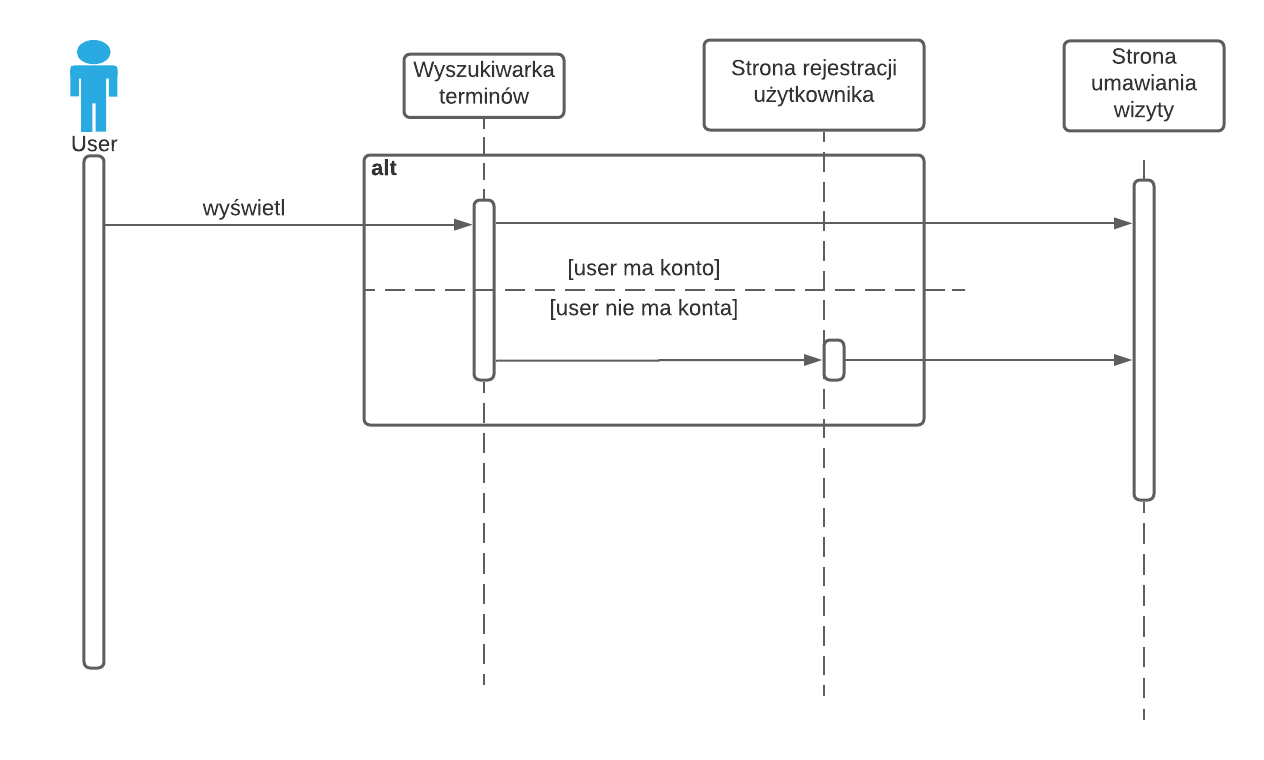 User
Wyszukiwarka
terminów
Strona rejestracji
użytkownika
Strona
umawiania
wizyty
alt
wyświetl
[user ma konto]
[user nie ma konta]